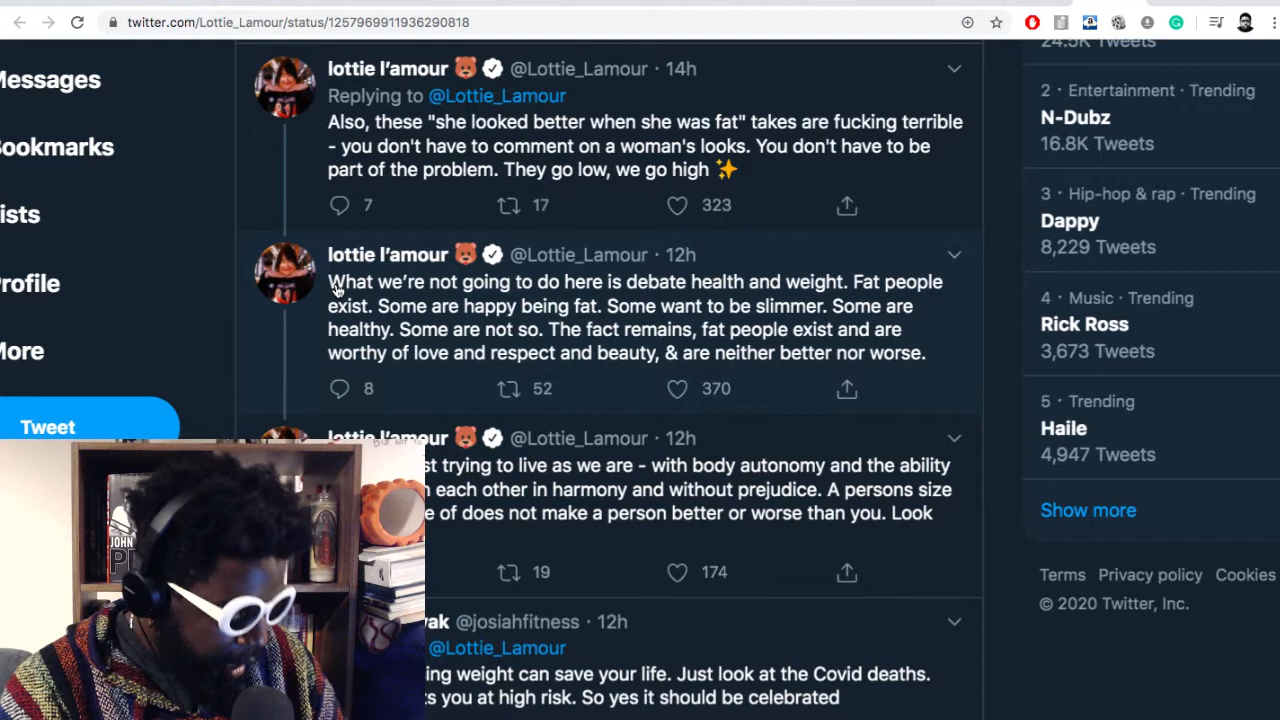 twitter.com/Lottie_Lamour/status/1257969911936290818
Messages
Bookmarks
Lists
Profile
More
Tweet
lottie l'amour 🐻 @Lottie_Lamour · 14h
Replying to @Lottie_Lamour
Also, these "she looked better when she was fat" takes are fucking terrible
- you don't have to comment on a woman's looks. You don't have to be
part of the problem. They go low, we go high ✨
7 17 323
lottie l'amour 🐻 @Lottie_Lamour · 12h
What we're not going to do here is debate health and weight. Fat people
exist. Some are happy being fat. Some want to be slimmer. Some are
healthy. Some are not so. The fact remains, fat people exist and are
worthy of love and respect and beauty, & are neither better nor worse.
8 52 370
lottie l'amour 🐻 @Lottie_Lamour · 12h
st trying to live as we are - with body autonomy and the ability
each other in harmony and without prejudice. A persons size
of does not make a person better or worse than you. Look
19 174
@josiahfitness · 12h
@Lottie_Lamour
weight can save your life. Just look at the Covid deaths.
you at high risk. So yes it should be celebrated
24.5K Tweets
2 · Entertainment · Trending
N-Dubz
16.8K Tweets
3 · Hip-hop & rap · Trending
Dappy
8,229 Tweets
4 · Music · Trending
Rick Ross
3,673 Tweets
5 · Trending
Haile
4,947 Tweets
Show more
Terms Privacy policy Cookies
© 2020 Twitter, Inc.
JOHN